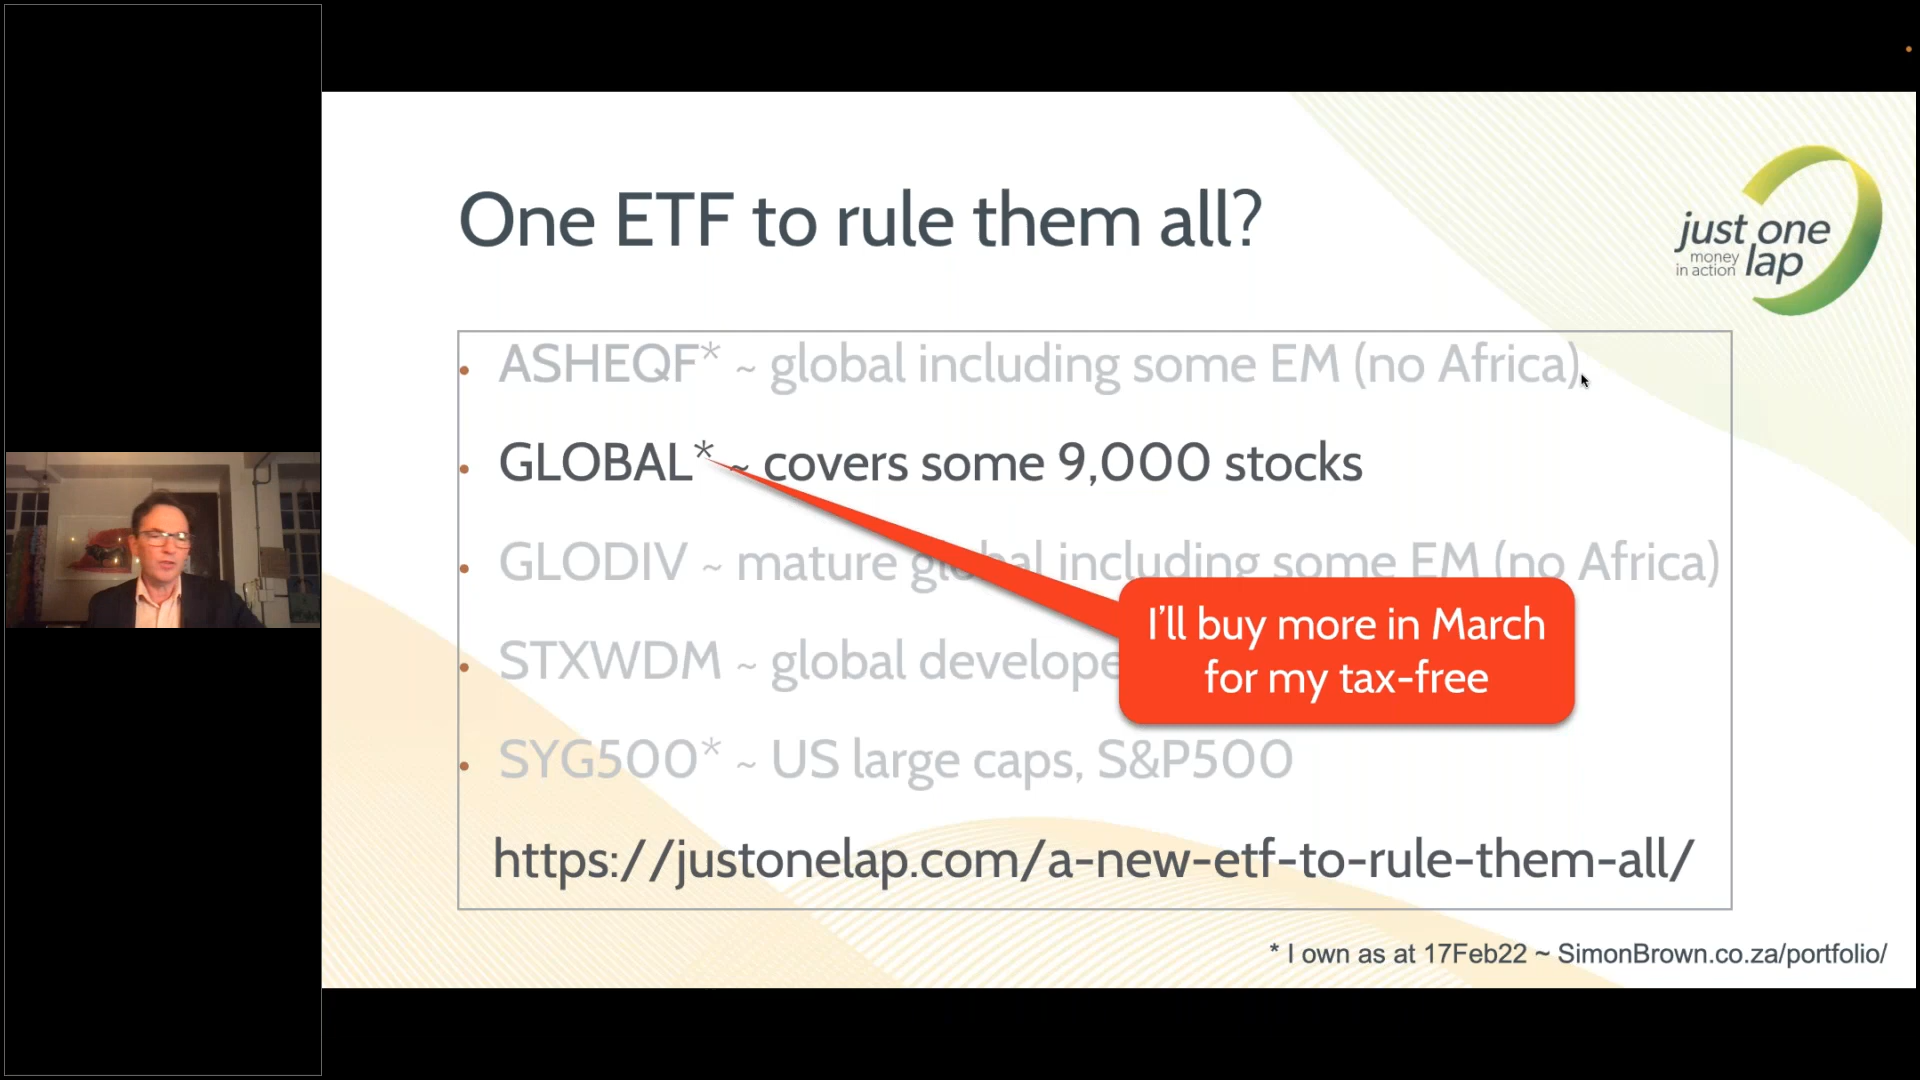 One ETF to rule them all?
just one
money
in action
lap
ASHEQF* ~ global including some EM (no Africa)
GLOBAL* ~ covers some 9,000 stocks
GLODIV ~ mature global including some EM (no Africa)
I'll buy more in March
for my tax-free
STXWDM ~ global develope
SYG500* ~ US large caps, S&P500
https://justonelap.com/a-new-etf-to-rule-them-all/
* I own as at 17Feb22 ~ SimonBrown.co.za/portfolio/